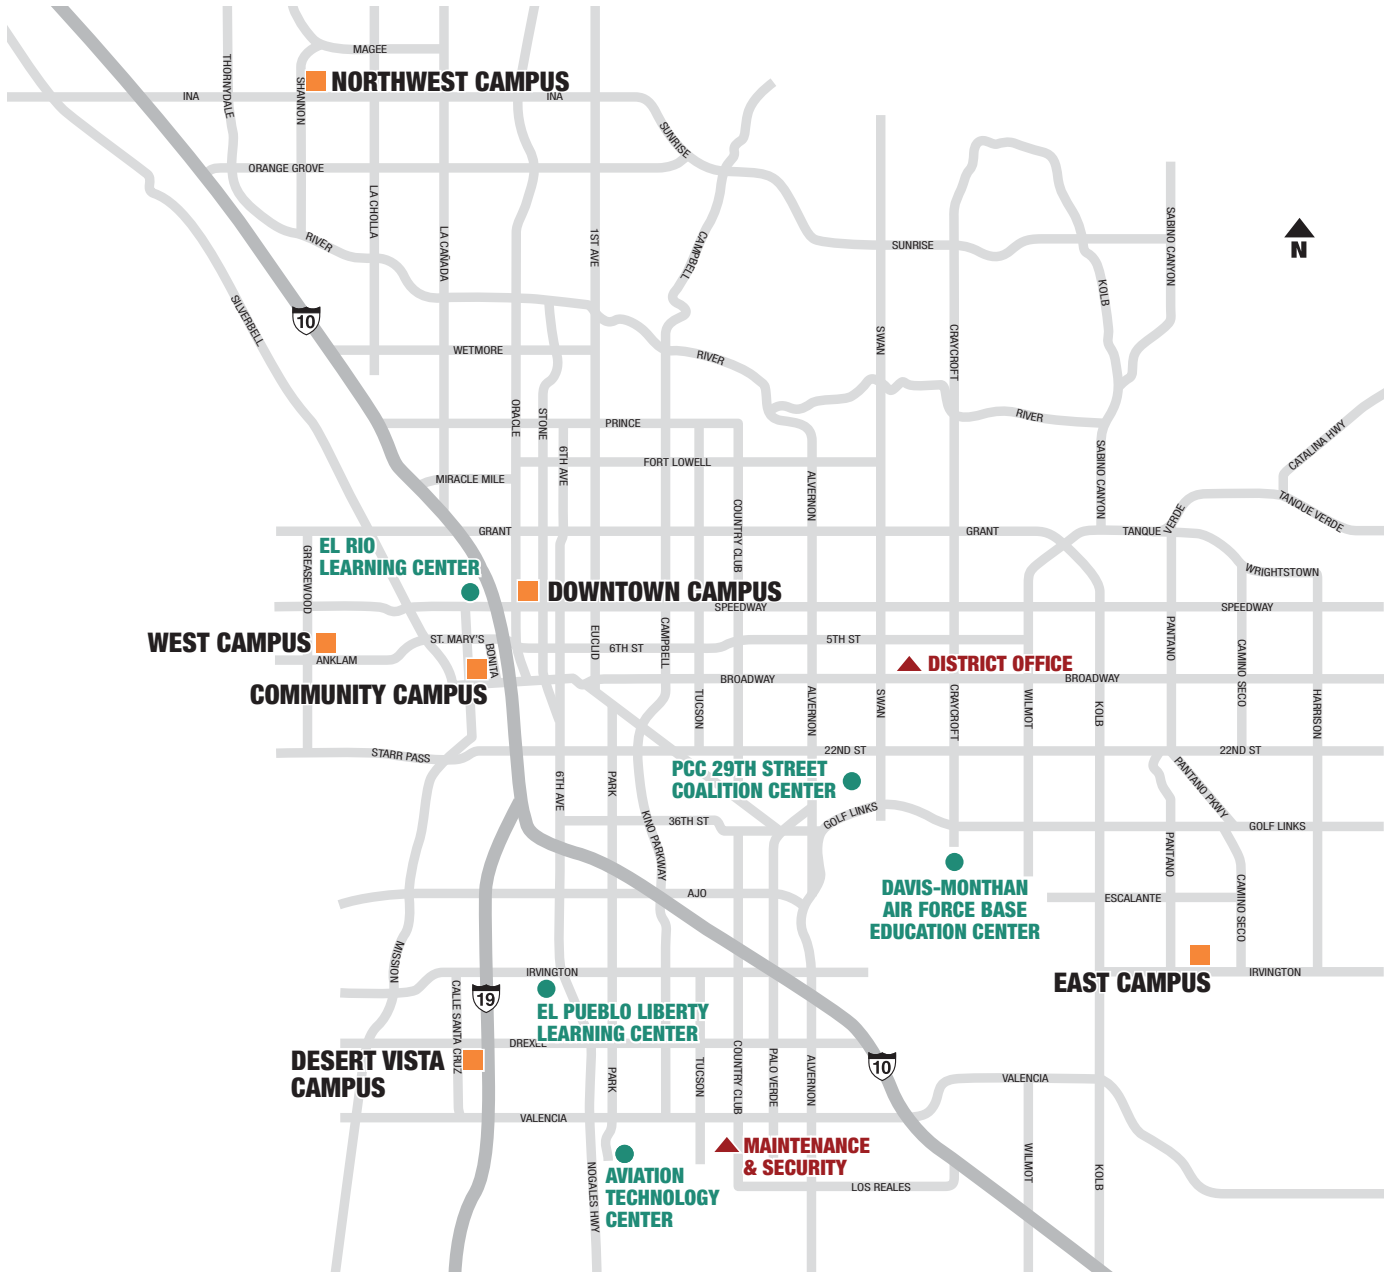 MAGEE
THORNYDALE
SHANNON
NORTHWEST CAMPUS
INA
INA
SUNRISE
ORANGE GROVE
LA CHOLLA
LA CAÑADA
1ST AVE
CAMPBELL
RIVER
SUNRISE
SABINO CANYON
N
KOLB
SILVERBELL
10
SWAN
CRAYCROFT
WETMORE
RIVER
ORACLE
STONE
PRINCE
RIVER
CATALINA HWY
6TH AVE
FORT LOWELL
MIRACLE MILE
ALVERNON
SABINO CANYON
COUNTRY CLUB
TANQUE VERDE
GRANT
GRANT
TANQUE
VERDE
GREASEWOOD
EL RIO
LEARNING CENTER
WRIGHTSTOWN
DOWNTOWN CAMPUS
SPEEDWAY
SPEEDWAY
WEST CAMPUS
ST. MARY'S
BONITA
EUCLID
6TH ST
CAMPBELL
5TH ST
PANTANO
CAMINO SECO
ANKLAM
DISTRICT OFFICE
COMMUNITY CAMPUS
BROADWAY
BROADWAY
TUCSON
ALVERNON
SWAN
CRAYCROFT
WILMOT
KOLB
HARRISON
STARR PASS
22ND ST
22ND ST
PCC 29TH STREET
COALITION CENTER
6TH AVE
PARK
PANTANO PKWY
KINO PARKWAY
36TH ST
GOLF LINKS
GOLF LINKS
PANTANO
DAVIS-MONTHAN
AIR FORCE BASE
EDUCATION CENTER
AJO
ESCALANTE
CAMINO SECO
MISSION
IRVINGTON
IRVINGTON
EAST CAMPUS
CALLE SANTA CRUZ
19
EL PUEBLO LIBERTY
LEARNING CENTER
DREXEL
DESERT VISTA
CAMPUS
PARK
TUCSON
COUNTRY CLUB
PALO VERDE
ALVERNON
10
VALENCIA
VALENCIA
MAINTENANCE
& SECURITY
WILMOT
KOLB
NOGALES HWY
AVIATION
TECHNOLOGY
CENTER
LOS REALES